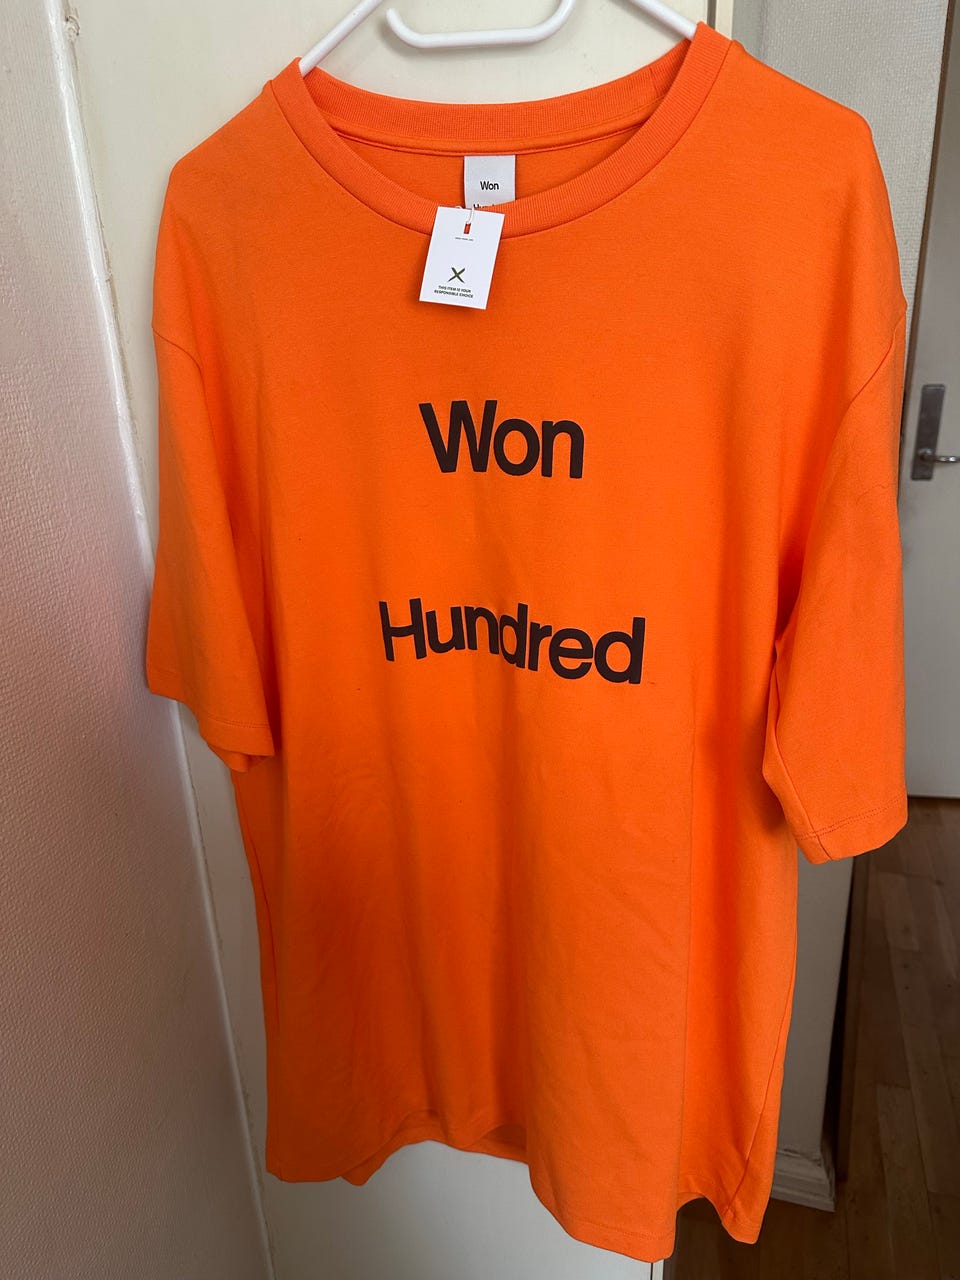 Won
THIS ITEM IS YOUR
RESPONSIBLE CHOICE
Won
Hundred